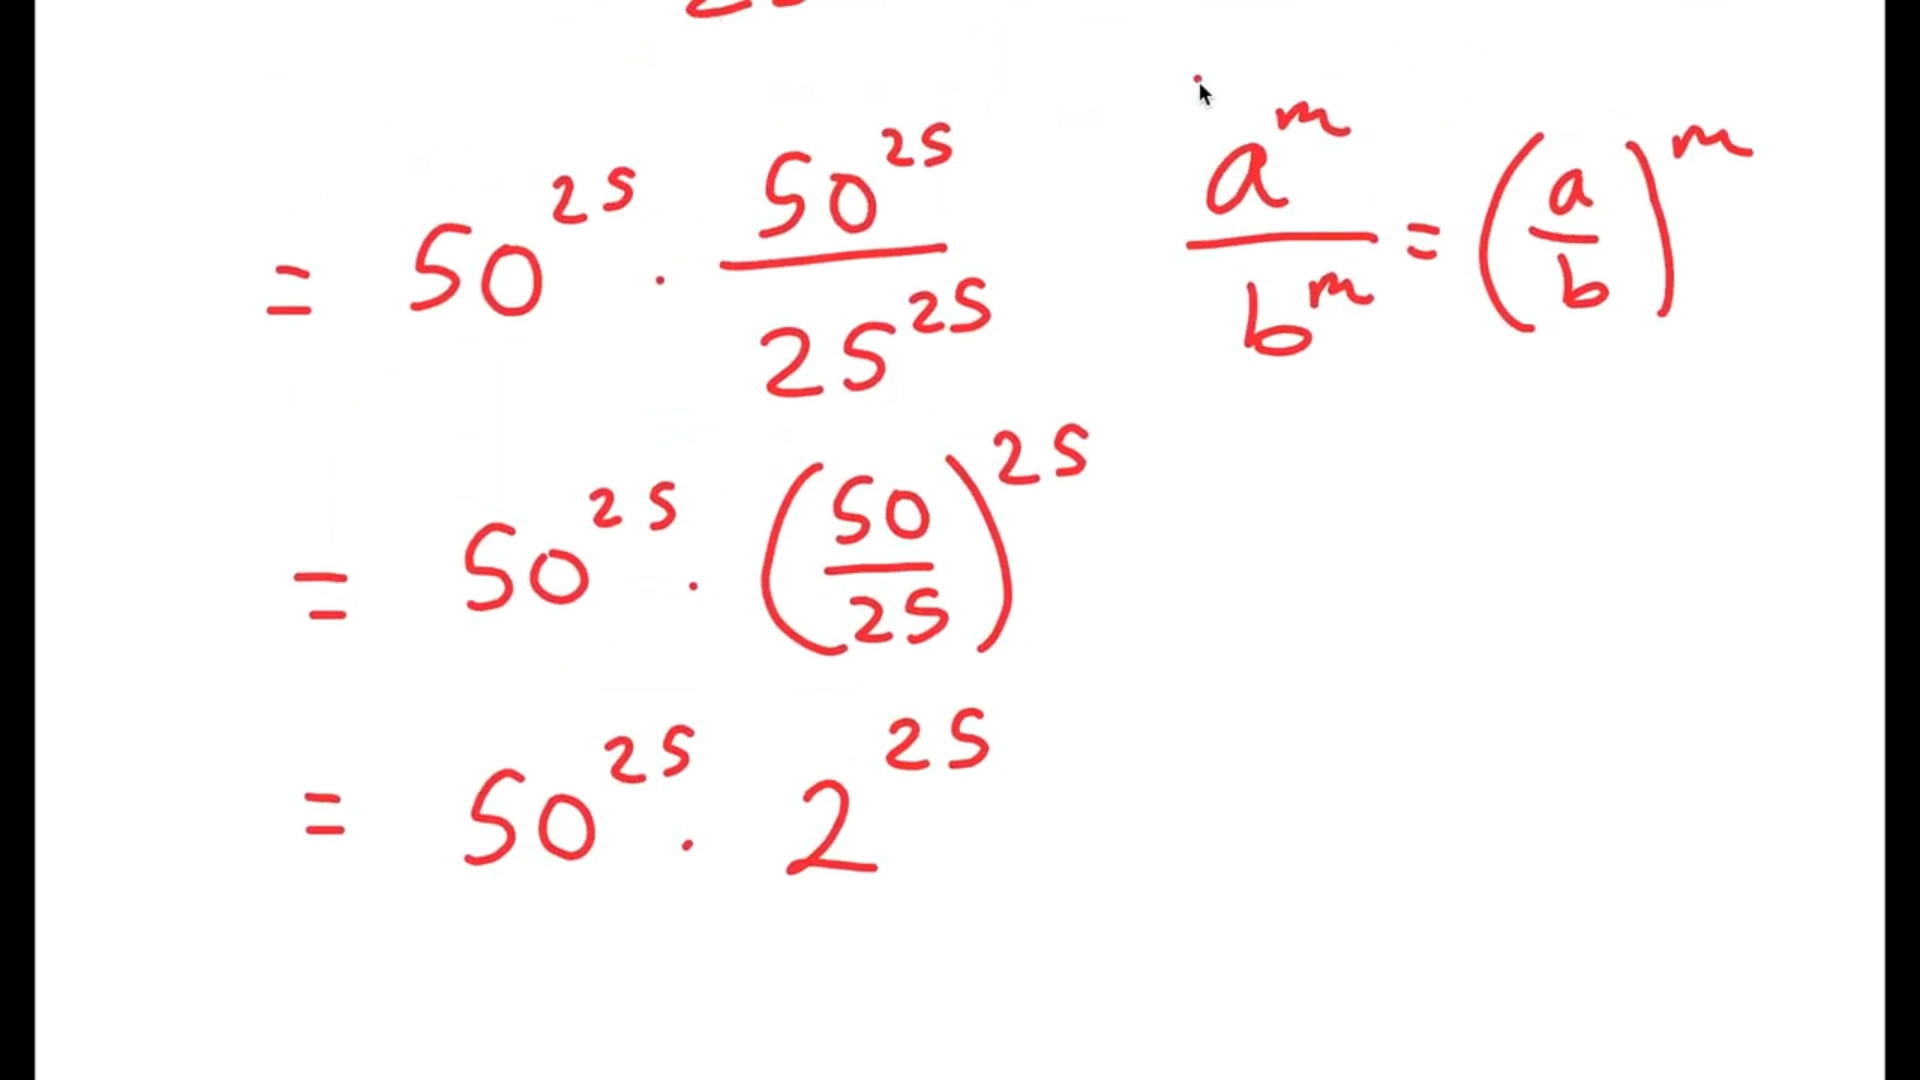 = 50^25 · 50^25 / 25^25
a^m / b^m = (a/b)^m
= 50^25 · (50/25)^25
= 50^25 · 2^25